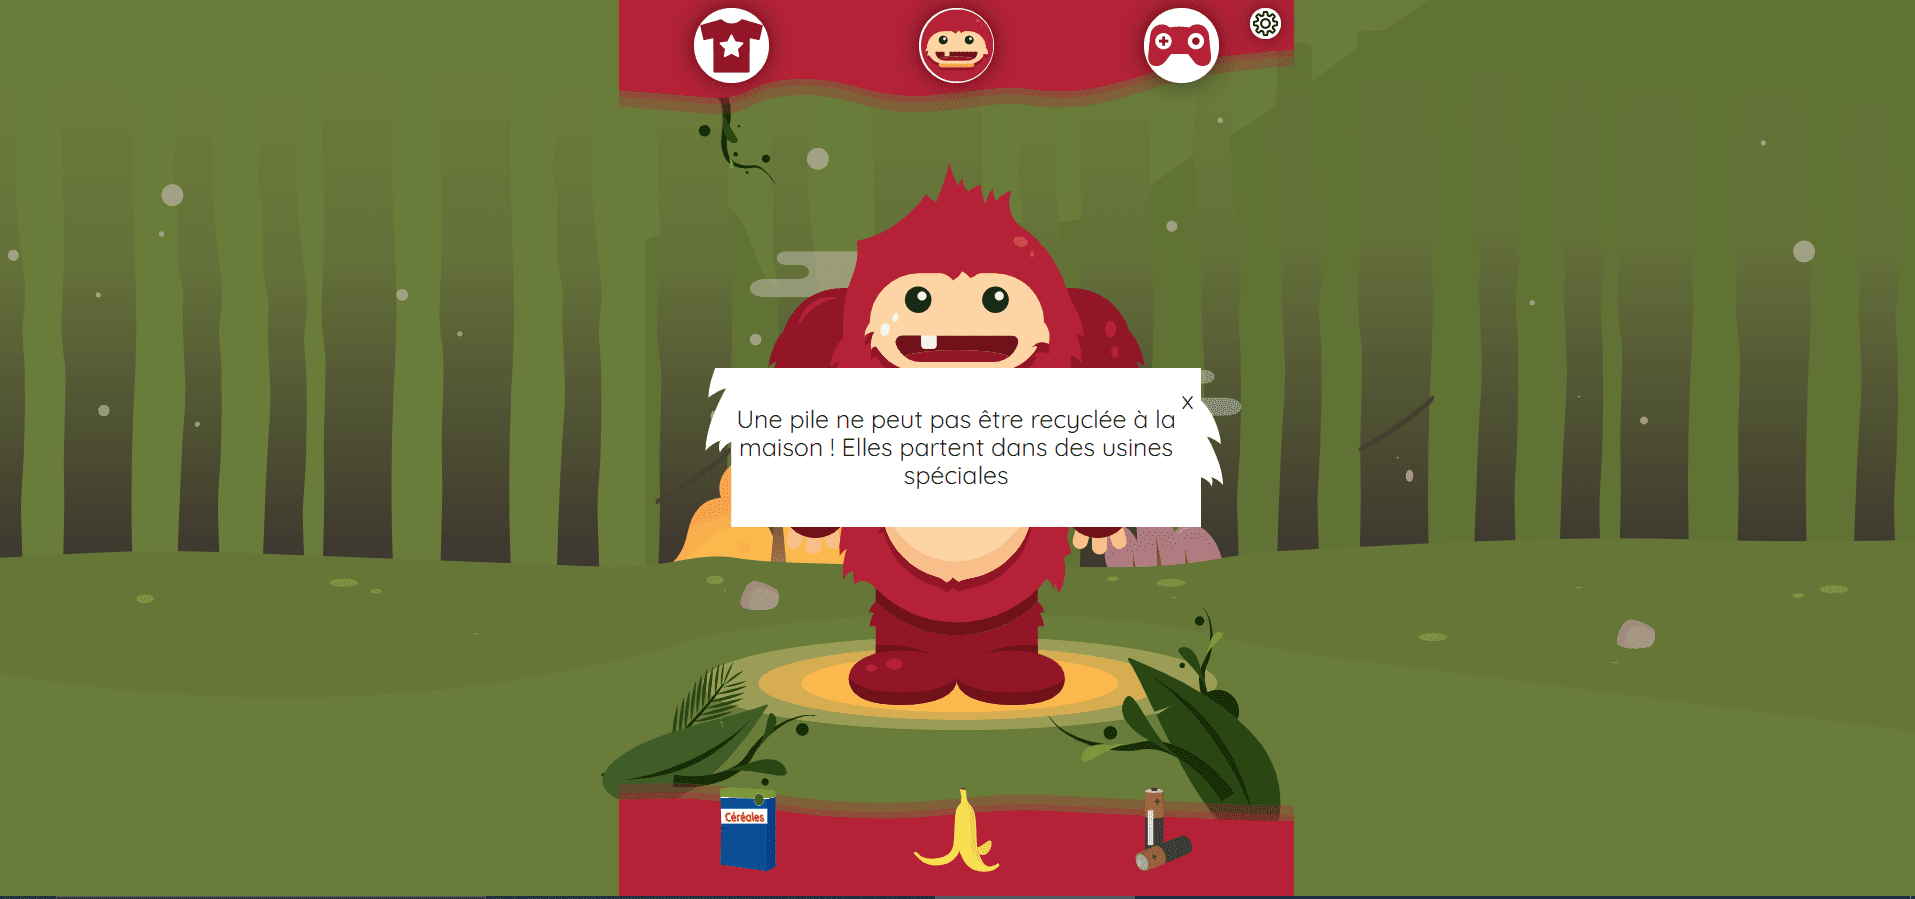 Une pile ne peut pas être recyclée à la
maison ! Elles partent dans des usines
spéciales
X
Céréales